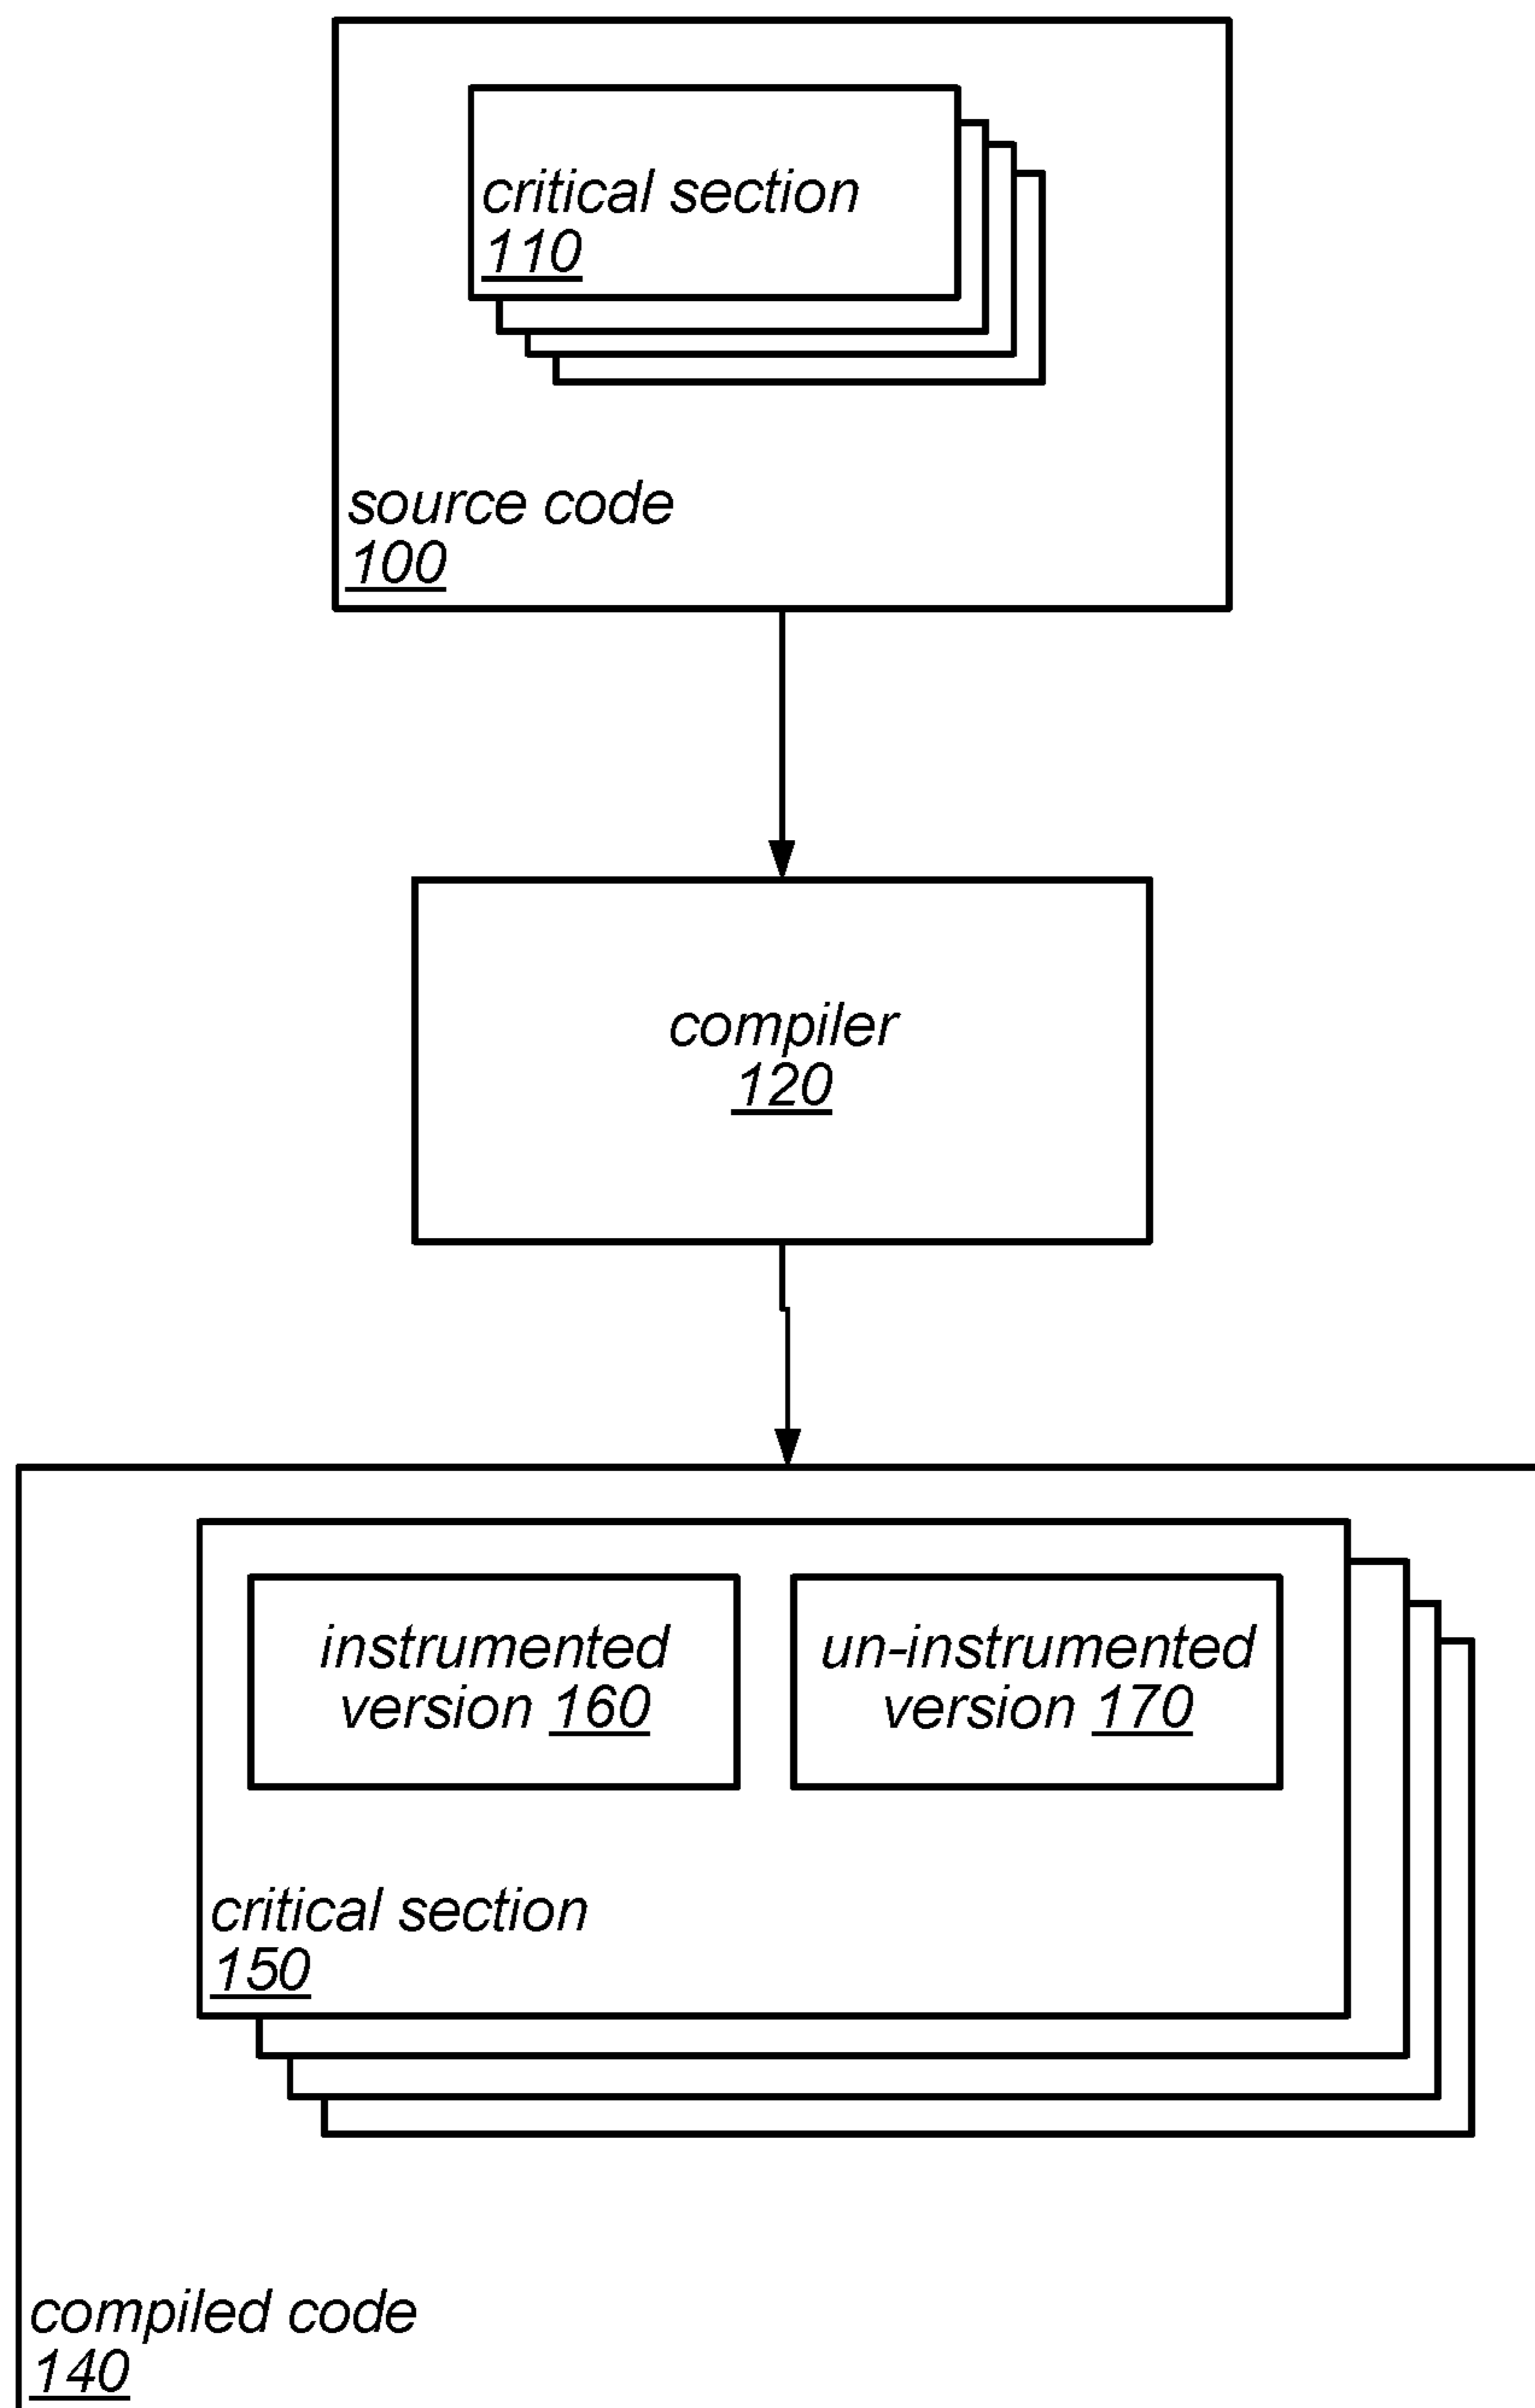 critical section
110
source code
100
compiler
120
instrumented
version 160
un-instrumented
version 170
critical section
150
compiled code
140